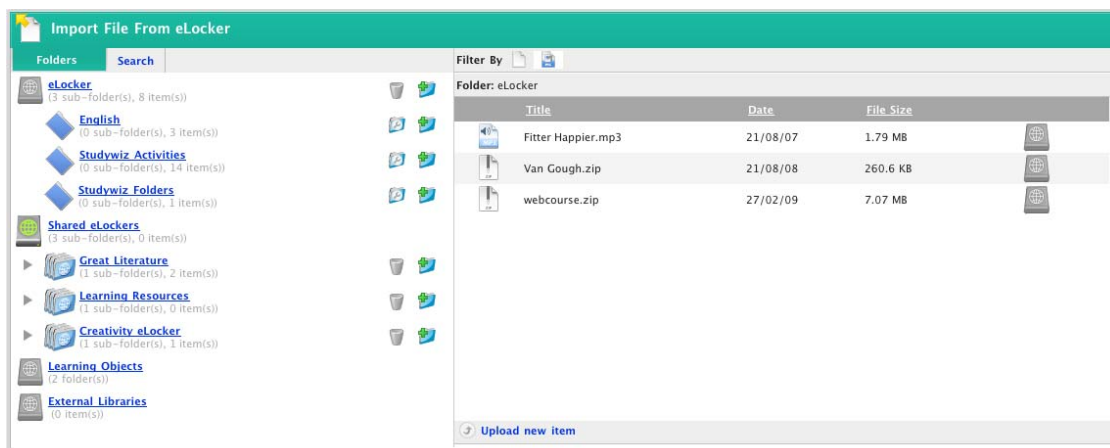 Import File From eLocker
Folders Search
eLocker
(3 sub-folder(s), 8 item(s))
English
(0 sub-folder(s), 3 item(s))
Studywiz Activities
(0 sub-folder(s), 14 item(s))
Studywiz Folders
(0 sub-folder(s), 1 item(s))
Shared eLockers
(3 sub-folder(s), 0 item(s))
Great Literature
(1 sub-folder(s), 2 item(s))
Learning Resources
(1 sub-folder(s), 0 item(s))
Creativity eLocker
(1 sub-folder(s), 1 item(s))
Learning Objects
(2 folder(s))
External Libraries
(0 item(s))
Filter By
Folder: eLocker
Title Date File Size
Fitter Happier.mp3 21/08/07 1.79 MB
Van Gough.zip 21/08/08 260.6 KB
webcourse.zip 27/02/09 7.07 MB
Upload new item